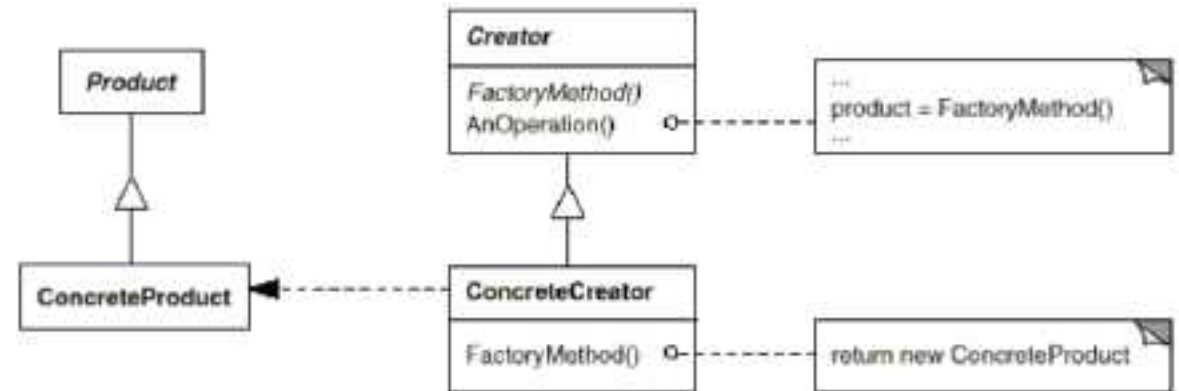 Product
Creator
FactoryMethod()
AnOperation()
...
product = FactoryMethod()
...
ConcreteProduct
ConcreteCreator
FactoryMethod()
return new ConcreteProduct